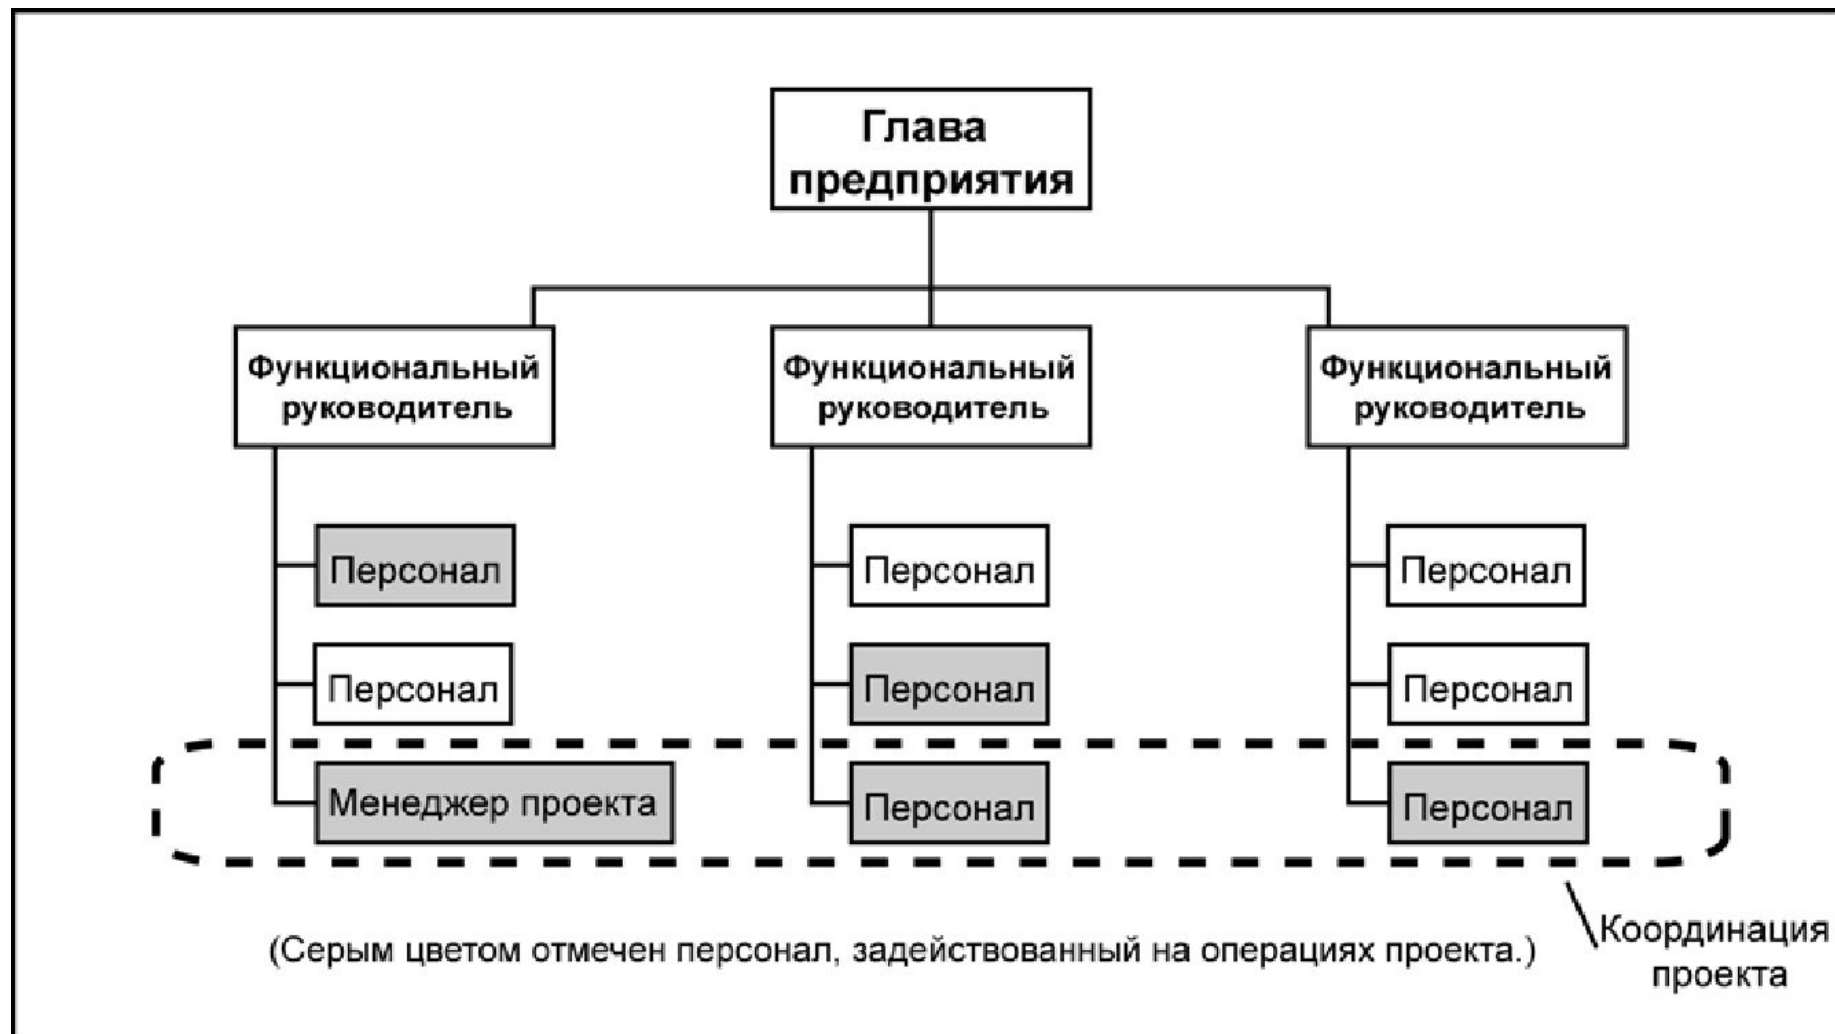 Глава
предприятия
Функциональный
руководитель
Функциональный
руководитель
Функциональный
руководитель
Персонал
Персонал
Персонал
Персонал
Персонал
Персонал
Менеджер проекта
Персонал
Персонал
(Серым цветом отмечен персонал, задействованный на операциях проекта.)
Координация
проекта